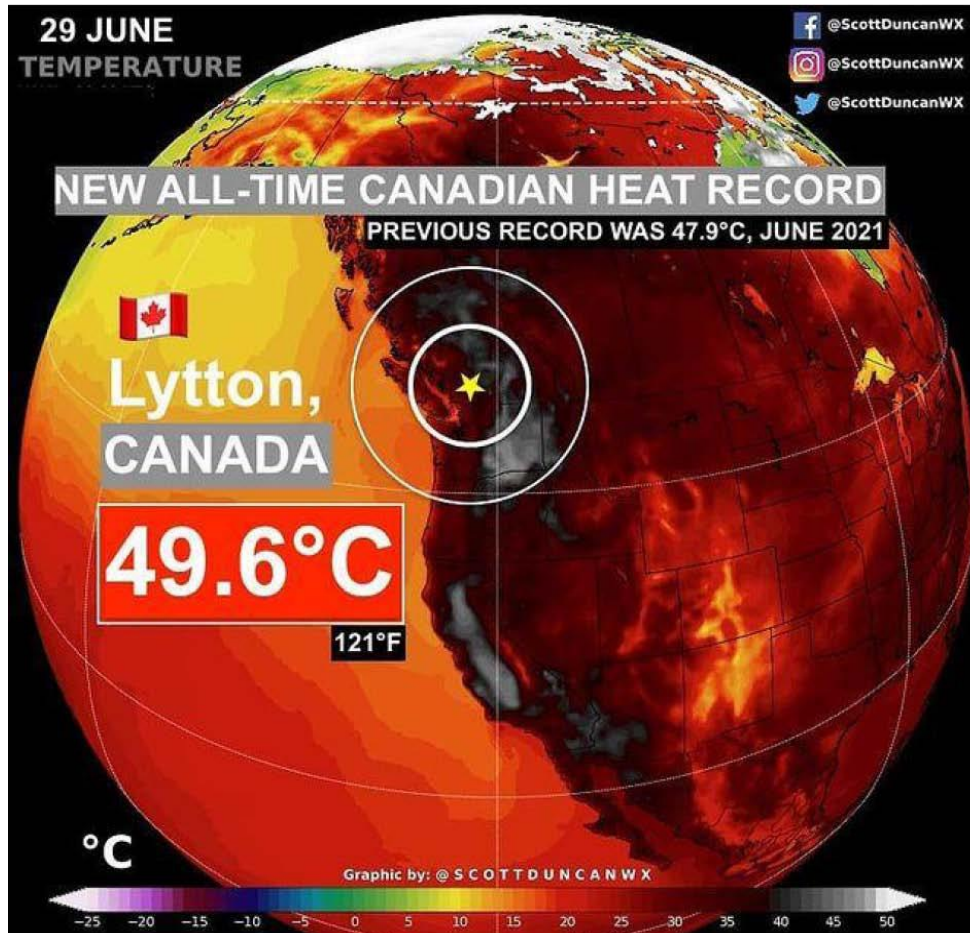 29 JUNE
TEMPERATURE
@ScottDuncanWX
@ScottDuncanWX
@ScottDuncanWX
NEW ALL-TIME CANADIAN HEAT RECORD
PREVIOUS RECORD WAS 47.9°C, JUNE 2021
Lytton,
CANADA
49.6°C
121°F
°C
Graphic by: @SCOTTDUNCANWX
−25 −20 −15 −10 −5 0 5 10 15 20 25 30 35 40 45 50